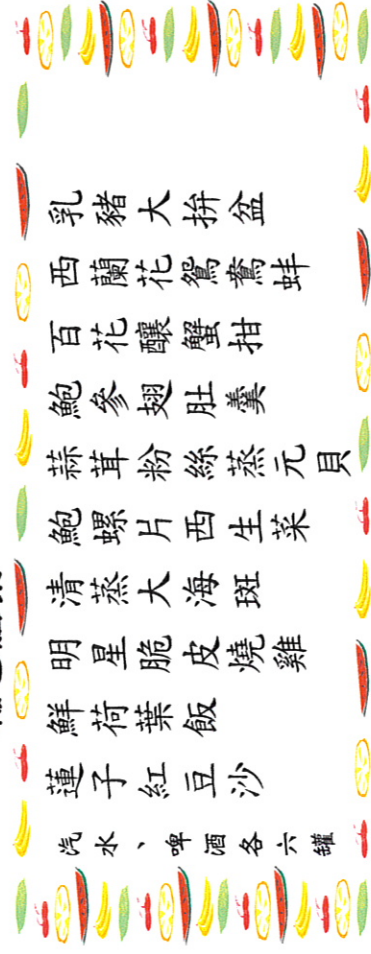 乳豬大拚盆
西蘭花鴛鴦蚌
百花釀蟹拑
鮑參翅肚羹
蒜茸粉絲蒸元貝
鮑螺片西生菜
清蒸大海斑
明星脆皮燒雞
鮮荷葉飯
蓮子紅豆沙
汽水、啤酒各六罐